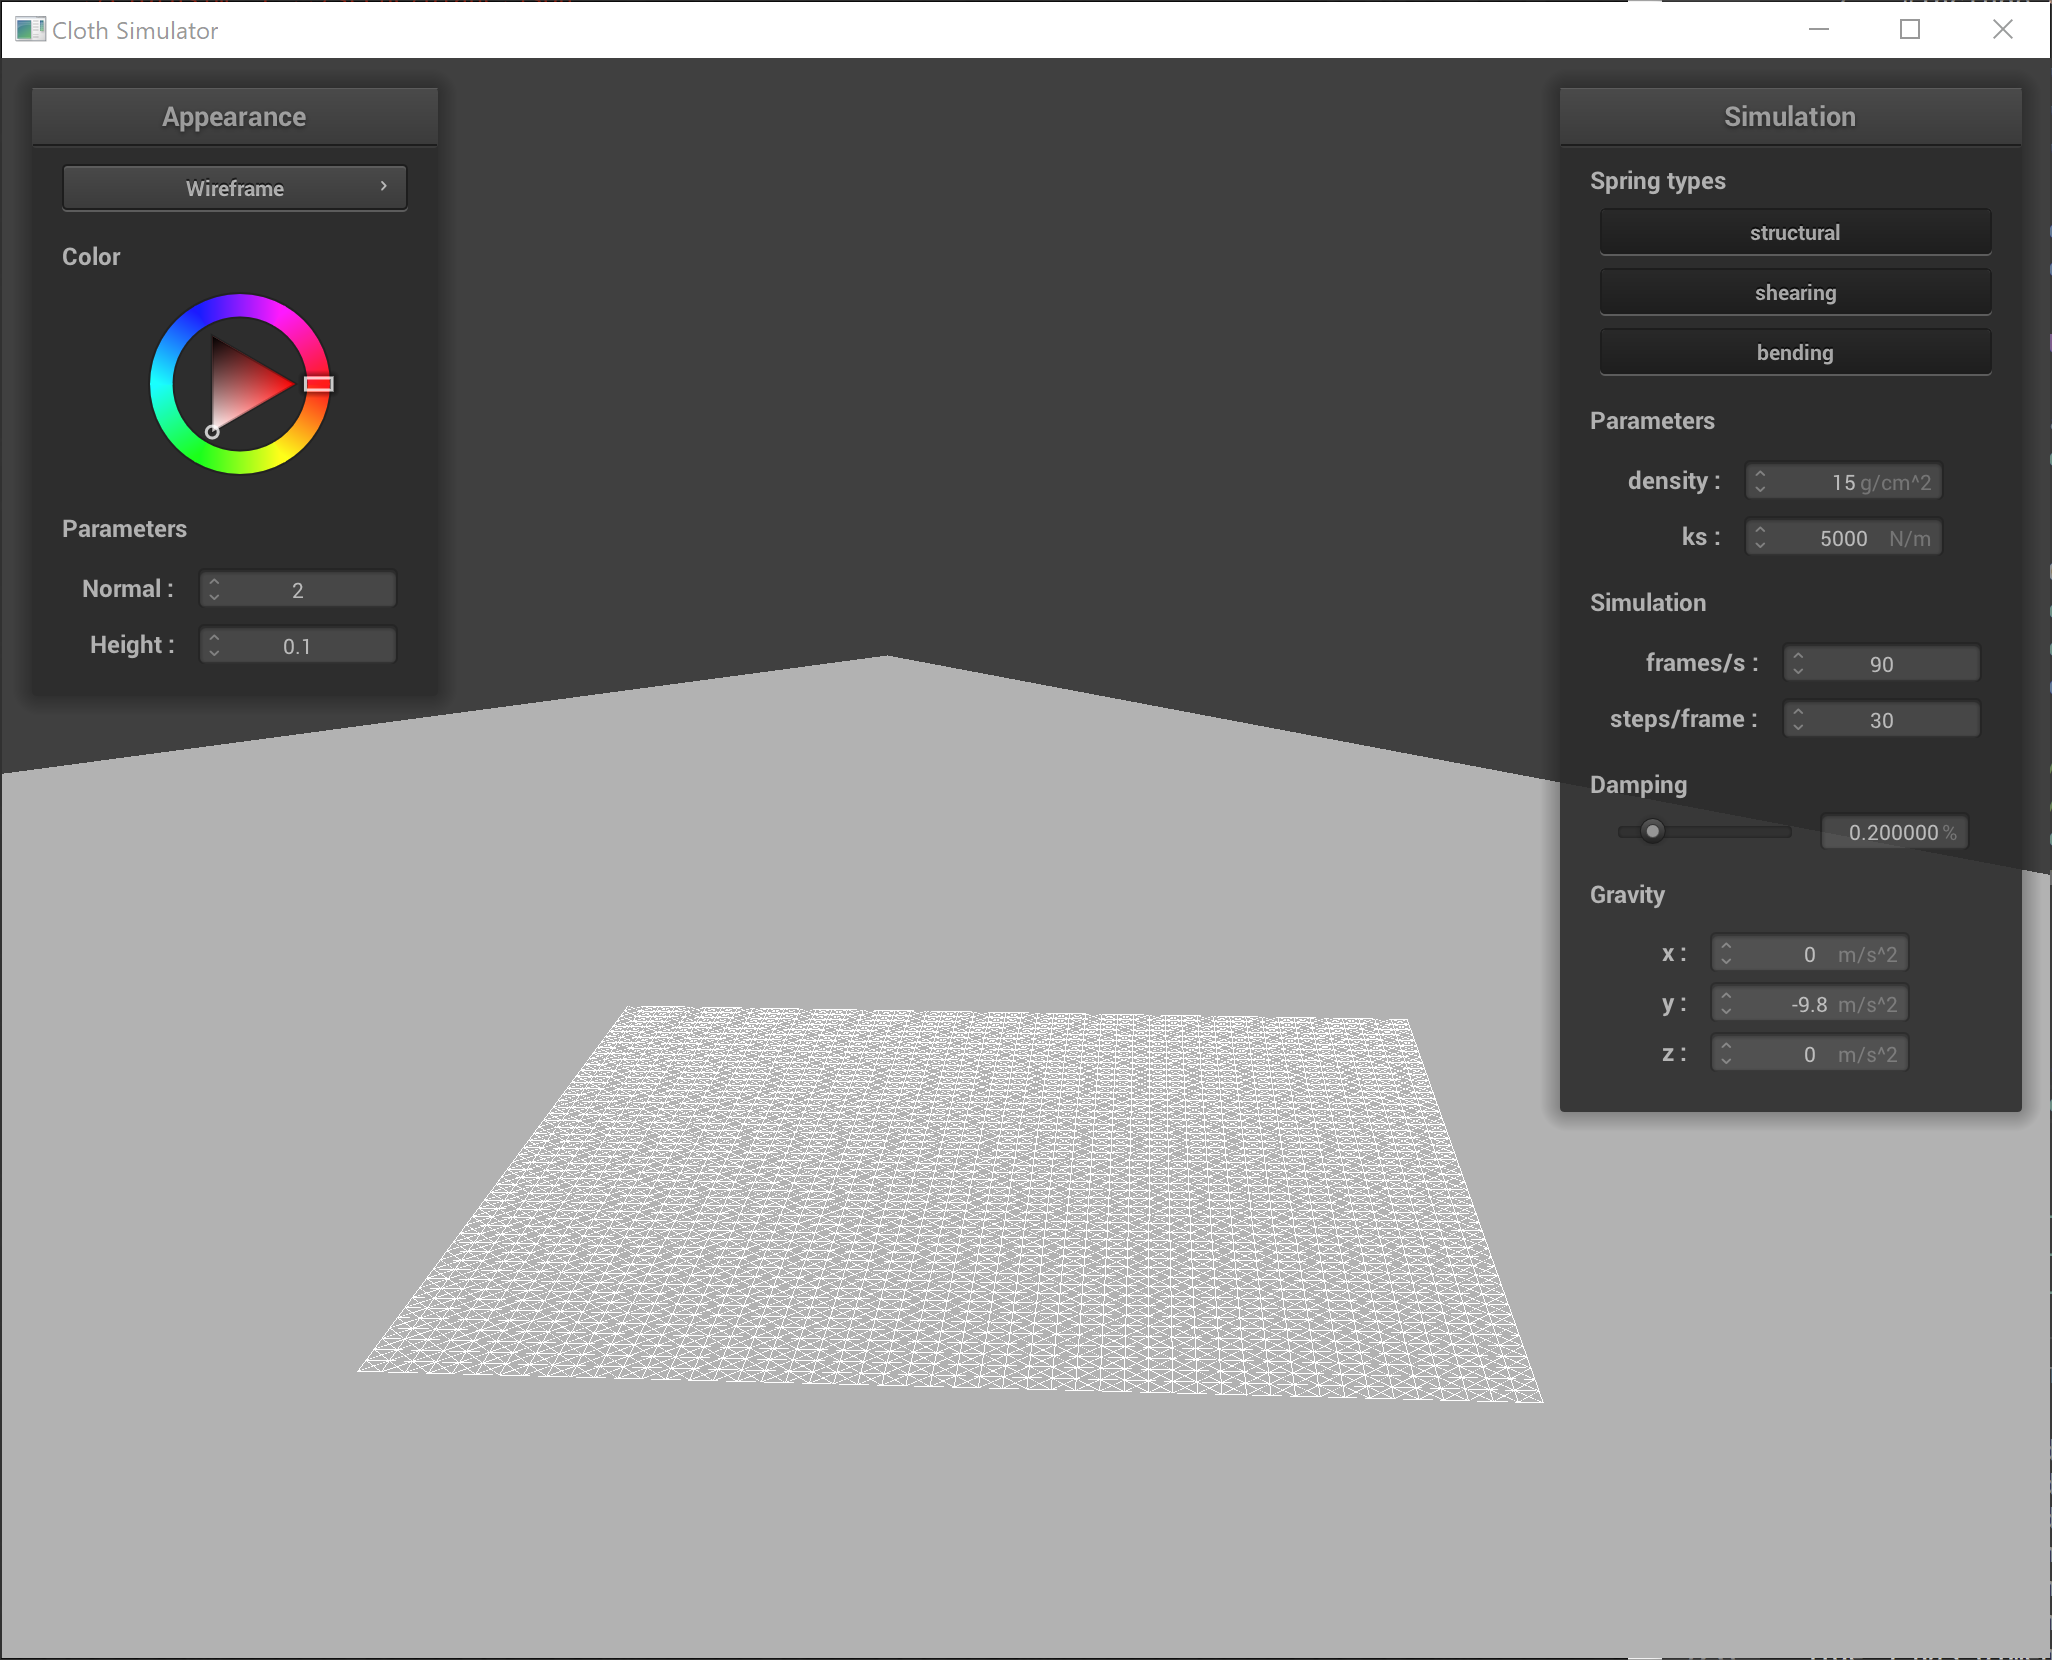 Cloth Simulator
Appearance
Wireframe
Color
Parameters
Normal : 2
Height : 0.1
Simulation
Spring types
structural
shearing
bending
Parameters
density : 15 g/cm^2
ks : 5000 N/m
Simulation
frames/s : 90
steps/frame : 30
Damping
0.200000 %
Gravity
x : 0 m/s^2
y : -9.8 m/s^2
z : 0 m/s^2